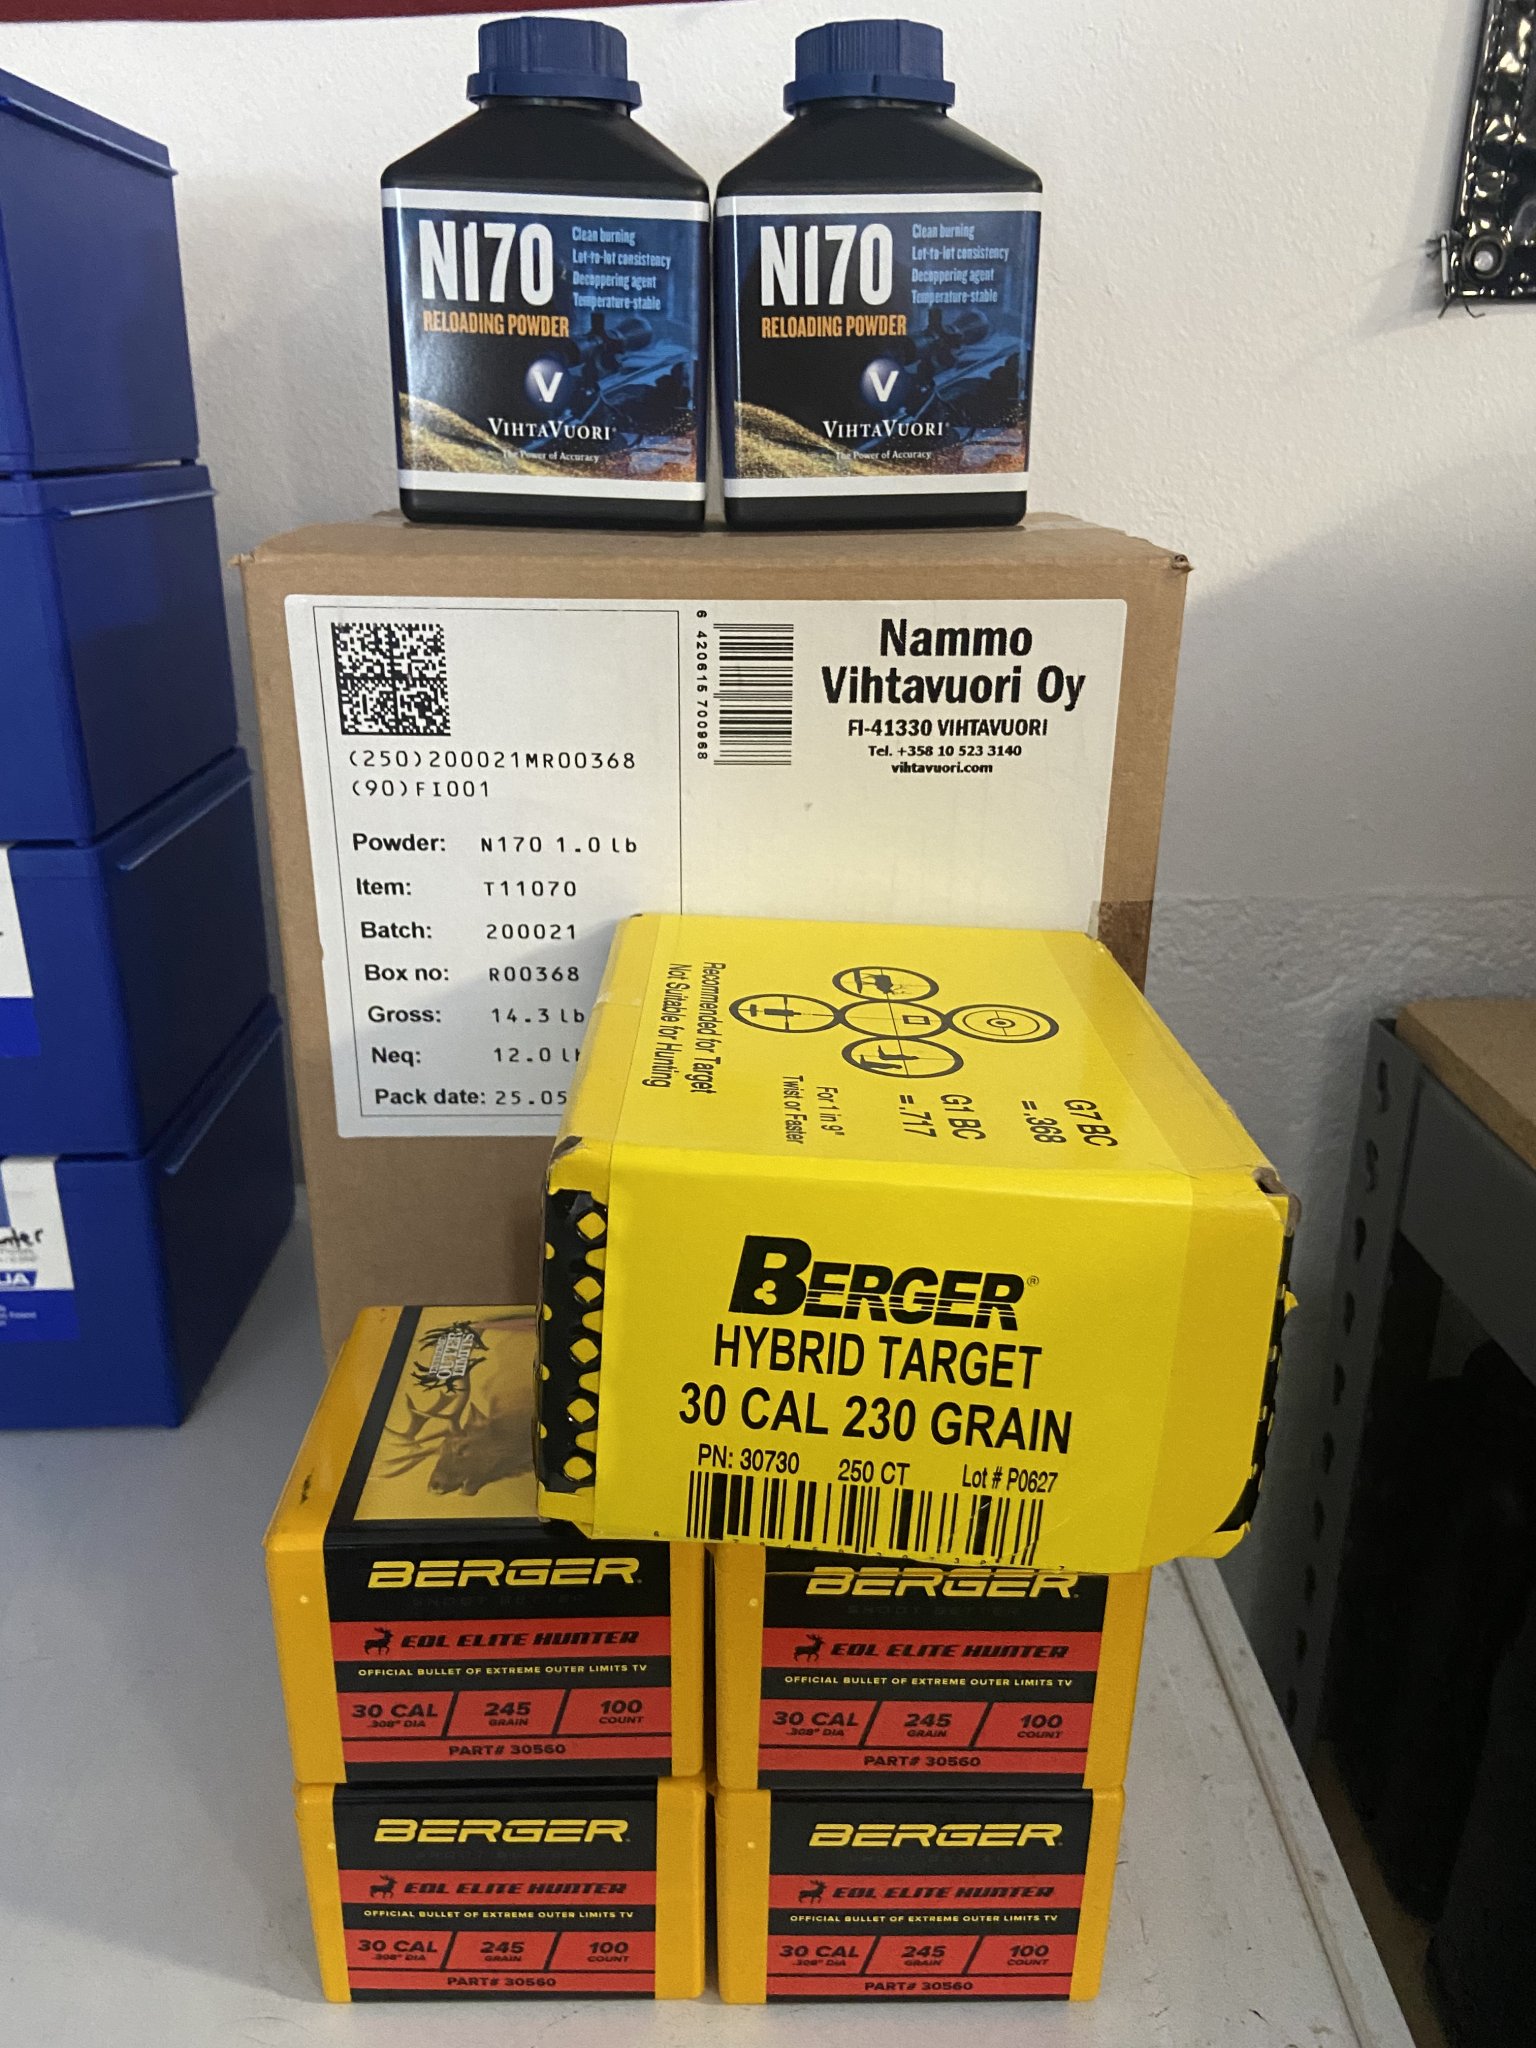 N170
Clean burning
Lot-to-lot consistency
Decoppering agent
Temperature-stable
RELOADING POWDER
V
VIHTAVUORI
The Power of Accuracy
N170
Clean burning
Lot-to-lot consistency
Decoppering agent
Temperature-stable
RELOADING POWDER
V
VIHTAVUORI
The Power of Accuracy
(250)200021MR00368
(90)FI001
Powder: N170 1.0 lb
Item: T11070
Batch: 200021
Box no: R00368
Gross: 14.3 lb
Neq: 12.0
Pack date: 25.05
6 420615 700968
Nammo
Vihtavuori Oy
FI-41330 VIHTAVUORI
Tel. +358 10 523 3140
vihtavuori.com
Recommended for Target
Not Suitable for Hunting
For 1 in 9"
Twist or Faster
G1 BC
=.717
G7 BC
=.368
BERGER®
HYBRID TARGET
30 CAL 230 GRAIN
PN: 30730 250 CT Lot # P0627
OUTER
LIMITS
BERGER
SHOOT BETTER
EOL ELITE HUNTER
OFFICIAL BULLET OF EXTREME OUTER LIMITS TV
30 CAL
.308" DIA
245
GRAIN
100
COUNT
PART# 30560
BERGER
SHOOT BETTER
EOL ELITE HUNTER
OFFICIAL BULLET OF EXTREME OUTER LIMITS TV
30 CAL
.308" DIA
245
GRAIN
100
COUNT
PART# 30560
BERGER
EOL ELITE HUNTER
OFFICIAL BULLET OF EXTREME OUTER LIMITS TV
30 CAL
.308" DIA
245
GRAIN
100
COUNT
PART# 30560
BERGER
EOL ELITE HUNTER
OFFICIAL BULLET OF EXTREME OUTER LIMITS TV
30 CAL
.308" DIA
245
GRAIN
100
COUNT
PART# 30560